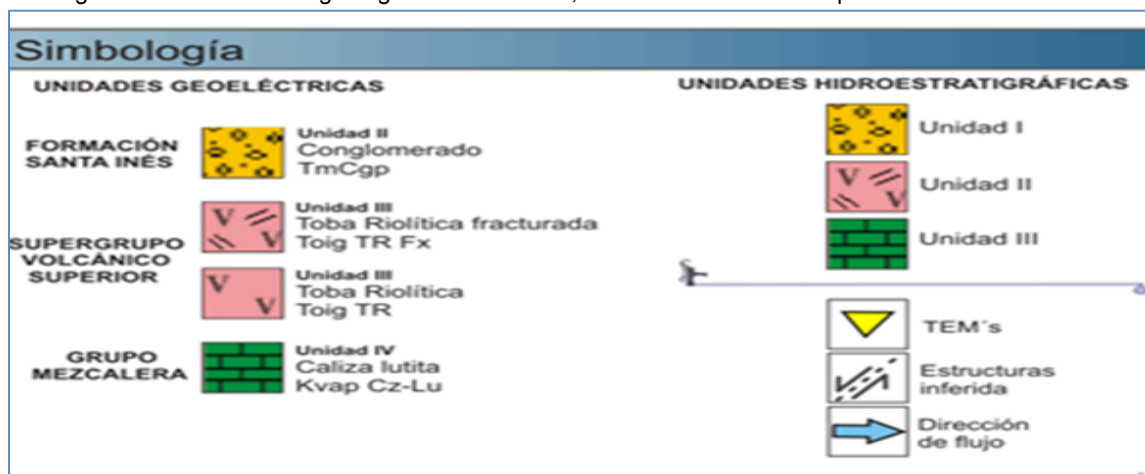 Simbología
UNIDADES GEOELÉCTRICAS
FORMACIÓN
SANTA INÉS
Unidad II
Conglomerado
TmCgp
SUPERGRUPO
VOLCÁNICO
SUPERIOR
Unidad III
Toba Riolítica fracturada
Toig TR Fx
V
V
Unidad III
Toba Riolítica
Toig TR
V
V
GRUPO
MEZCALERA
Unidad IV
Caliza lutita
Kvap Cz-Lu
UNIDADES HIDROESTRATIGRÁFICAS
Unidad I
V
V
Unidad II
Unidad III
TEM´s
Estructuras
inferida
Dirección
de flujo